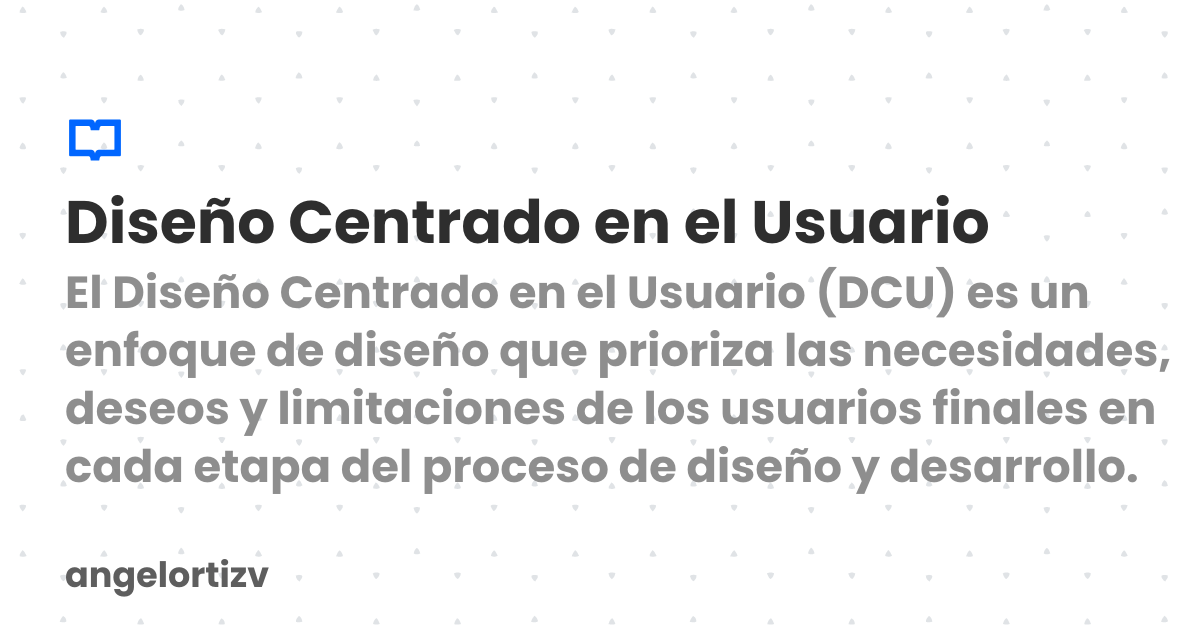 Diseño Centrado en el Usuario
El Diseño Centrado en el Usuario (DCU) es un
enfoque de diseño que prioriza las necesidades,
deseos y limitaciones de los usuarios finales en
cada etapa del proceso de diseño y desarrollo.
angelortizv